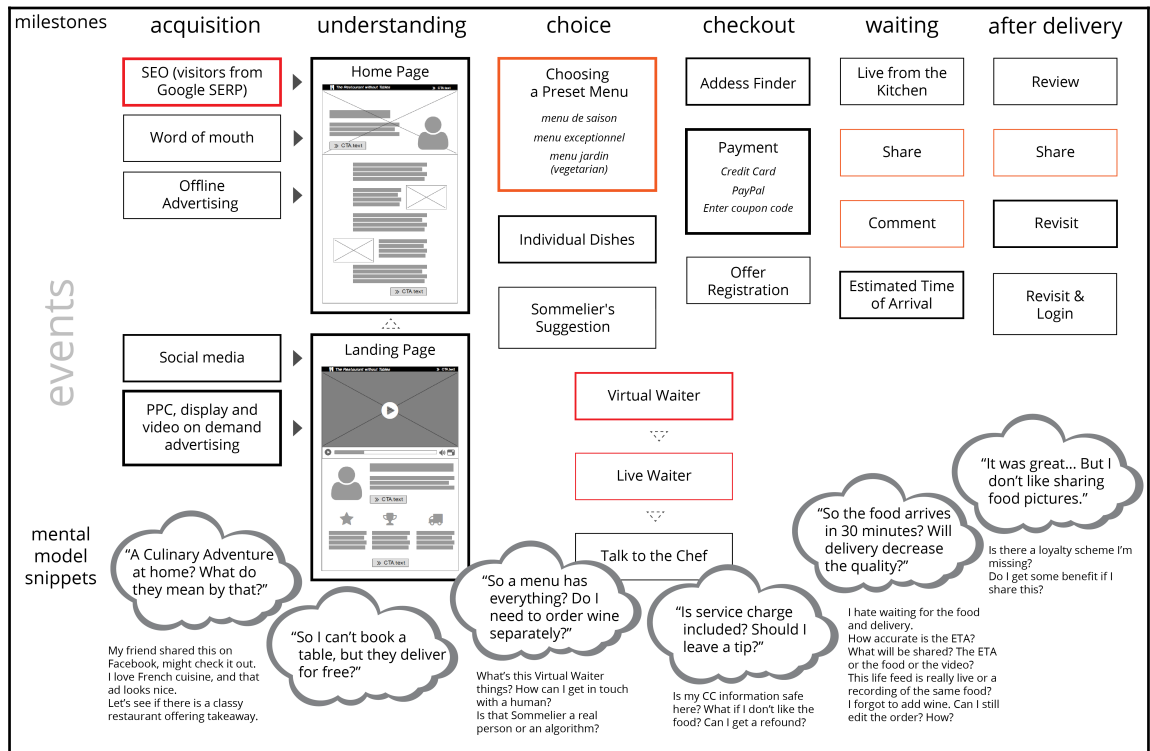 milestones
acquisition
understanding
choice
checkout
waiting
after delivery
events
mental
model
snippets
SEO (visitors from
Google SERP)
Word of mouth
Offline
Advertising
Social media
PPC, display and
video on demand
advertising
Home Page
The Restaurant without Tables
CTA text
CTA text
CTA text
Landing Page
The Restaurant without Tables
CTA text
CTA text
CTA text
Choosing
a Preset Menu
menu de saison
menu exceptionnel
menu jardin
(vegetarian)
Individual Dishes
Sommelier's
Suggestion
Virtual Waiter
Live Waiter
Talk to the Chef
Addess Finder
Payment
Credit Card
PayPal
Enter coupon code
Offer
Registration
Live from the
Kitchen
Share
Comment
Estimated Time
of Arrival
Review
Share
Revisit
Revisit &
Login
“A Culinary Adventure
at home? What do
they mean by that?”
My friend shared this on
Facebook, might check it out.
I love French cuisine, and that
ad looks nice.
Let’s see if there is a classy
restaurant offering takeaway.
“So I can’t book a
table, but they deliver
for free?”
“So a menu has
everything? Do I
need to order wine
separately?”
What’s this Virtual Waiter
things? How can I get in touch
with a human?
Is that Sommelier a real
person or an algorithm?
“Is service charge
included? Should I
leave a tip?”
Is my CC information safe
here? What if I don’t like the
food? Can I get a refound?
“So the food arrives
in 30 minutes? Will
delivery decrease
the quality?”
I hate waiting for the food
and delivery.
How accurate is the ETA?
What will be shared? The ETA
or the food or the video?
This life feed is really live or a
recording of the same food?
I forgot to add wine. Can I still
edit the order? How?
“It was great... But I
don’t like sharing
food pictures.”
Is there a loyalty scheme I’m
missing?
Do I get some benefit if I
share this?